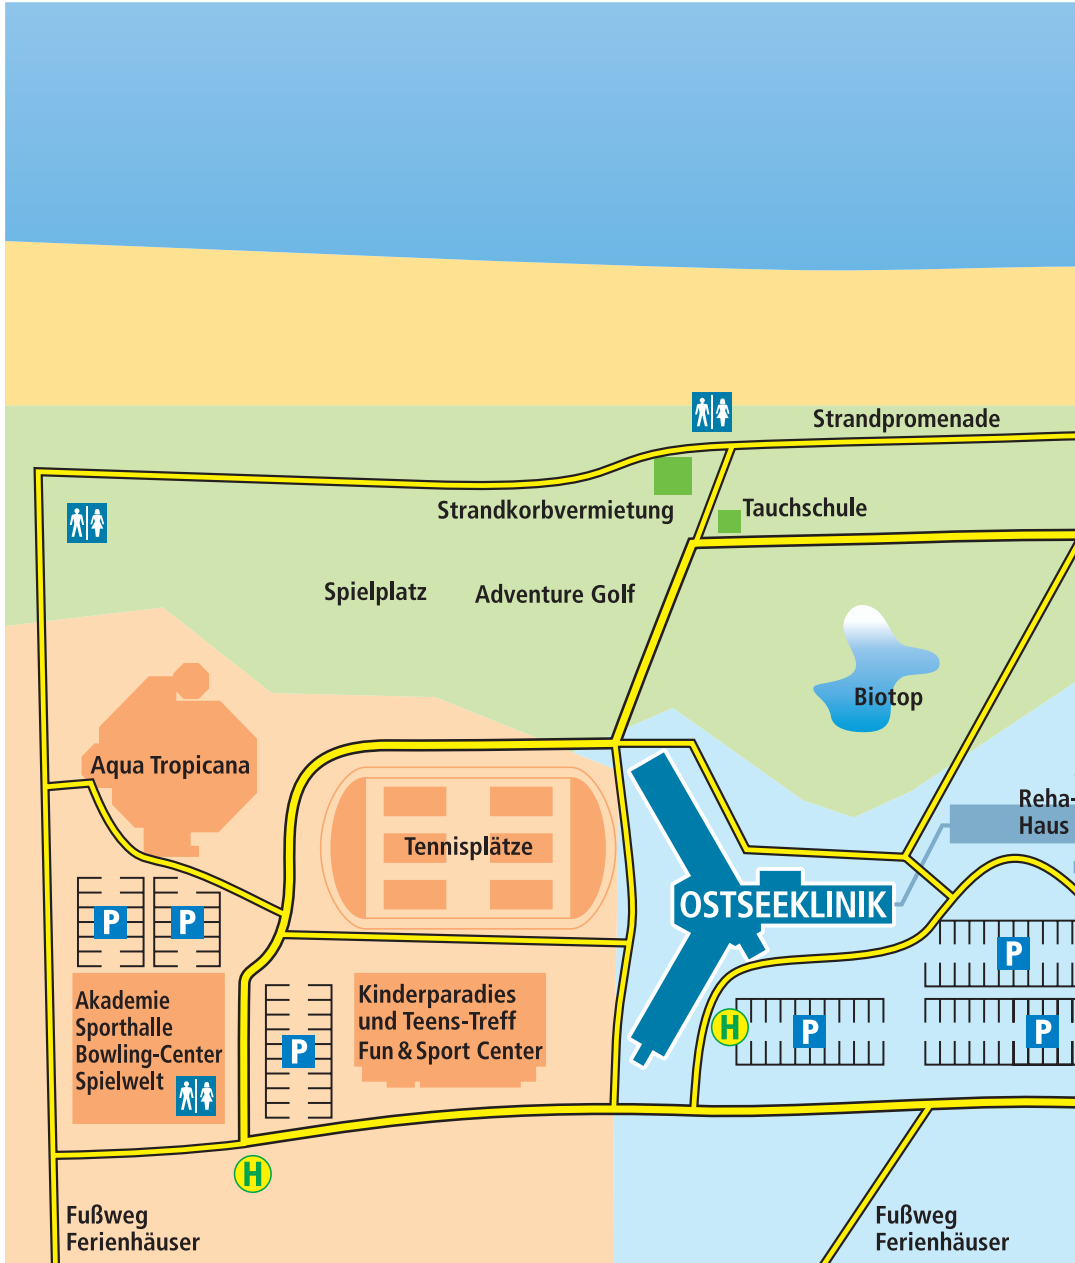 Strandpromenade
Strandkorbvermietung
Tauchschule
Spielplatz
Adventure Golf
Biotop
Aqua Tropicana
Reha-
Haus
Tennisplätze
OSTSEEKLINIK
P
P
P
Akademie
Sporthalle
Bowling-Center
Spielwelt
Kinderparadies
und Teens-Treff
Fun & Sport Center
P
H
P
P
H
Fußweg
Ferienhäuser
Fußweg
Ferienhäuser